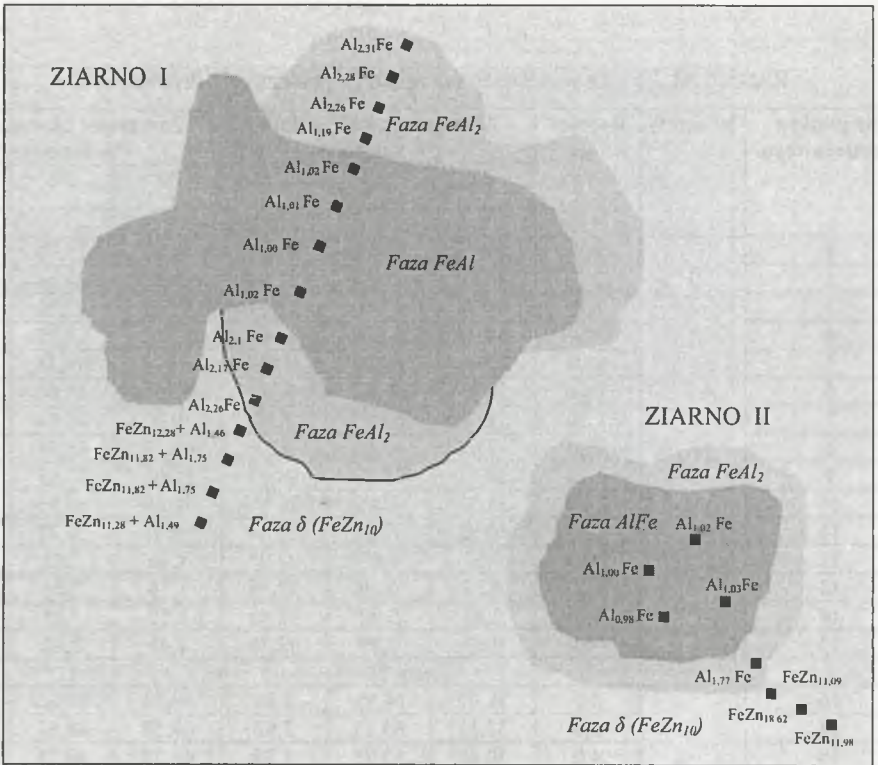 ZIARNO I
Al2,31Fe
Al2,28 Fe
Al2,26 Fe
Faza FeAl2
Al1,19 Fe
Al1,02 Fe
Al1,01 Fe
Al1,00 Fe
Faza FeAl
Al1,02 Fe
Al2,1 Fe
Al2,17Fe
Al2,26Fe
Faza FeAl2
FeZn12,28 + Al1,46
FeZn11,82 + Al1,75
FeZn11,82 + Al1,75
FeZn11,28 + Al1,49
Faza δ (FeZn10)
ZIARNO II
Faza FeAl2
Faza AlFe
Al1,02 Fe
Al1,00 Fe
Al1,03Fe
Al0,98 Fe
Al1,77 Fe
FeZn11,09
Faza δ (FeZn10)
FeZn18 62
FeZn11,98